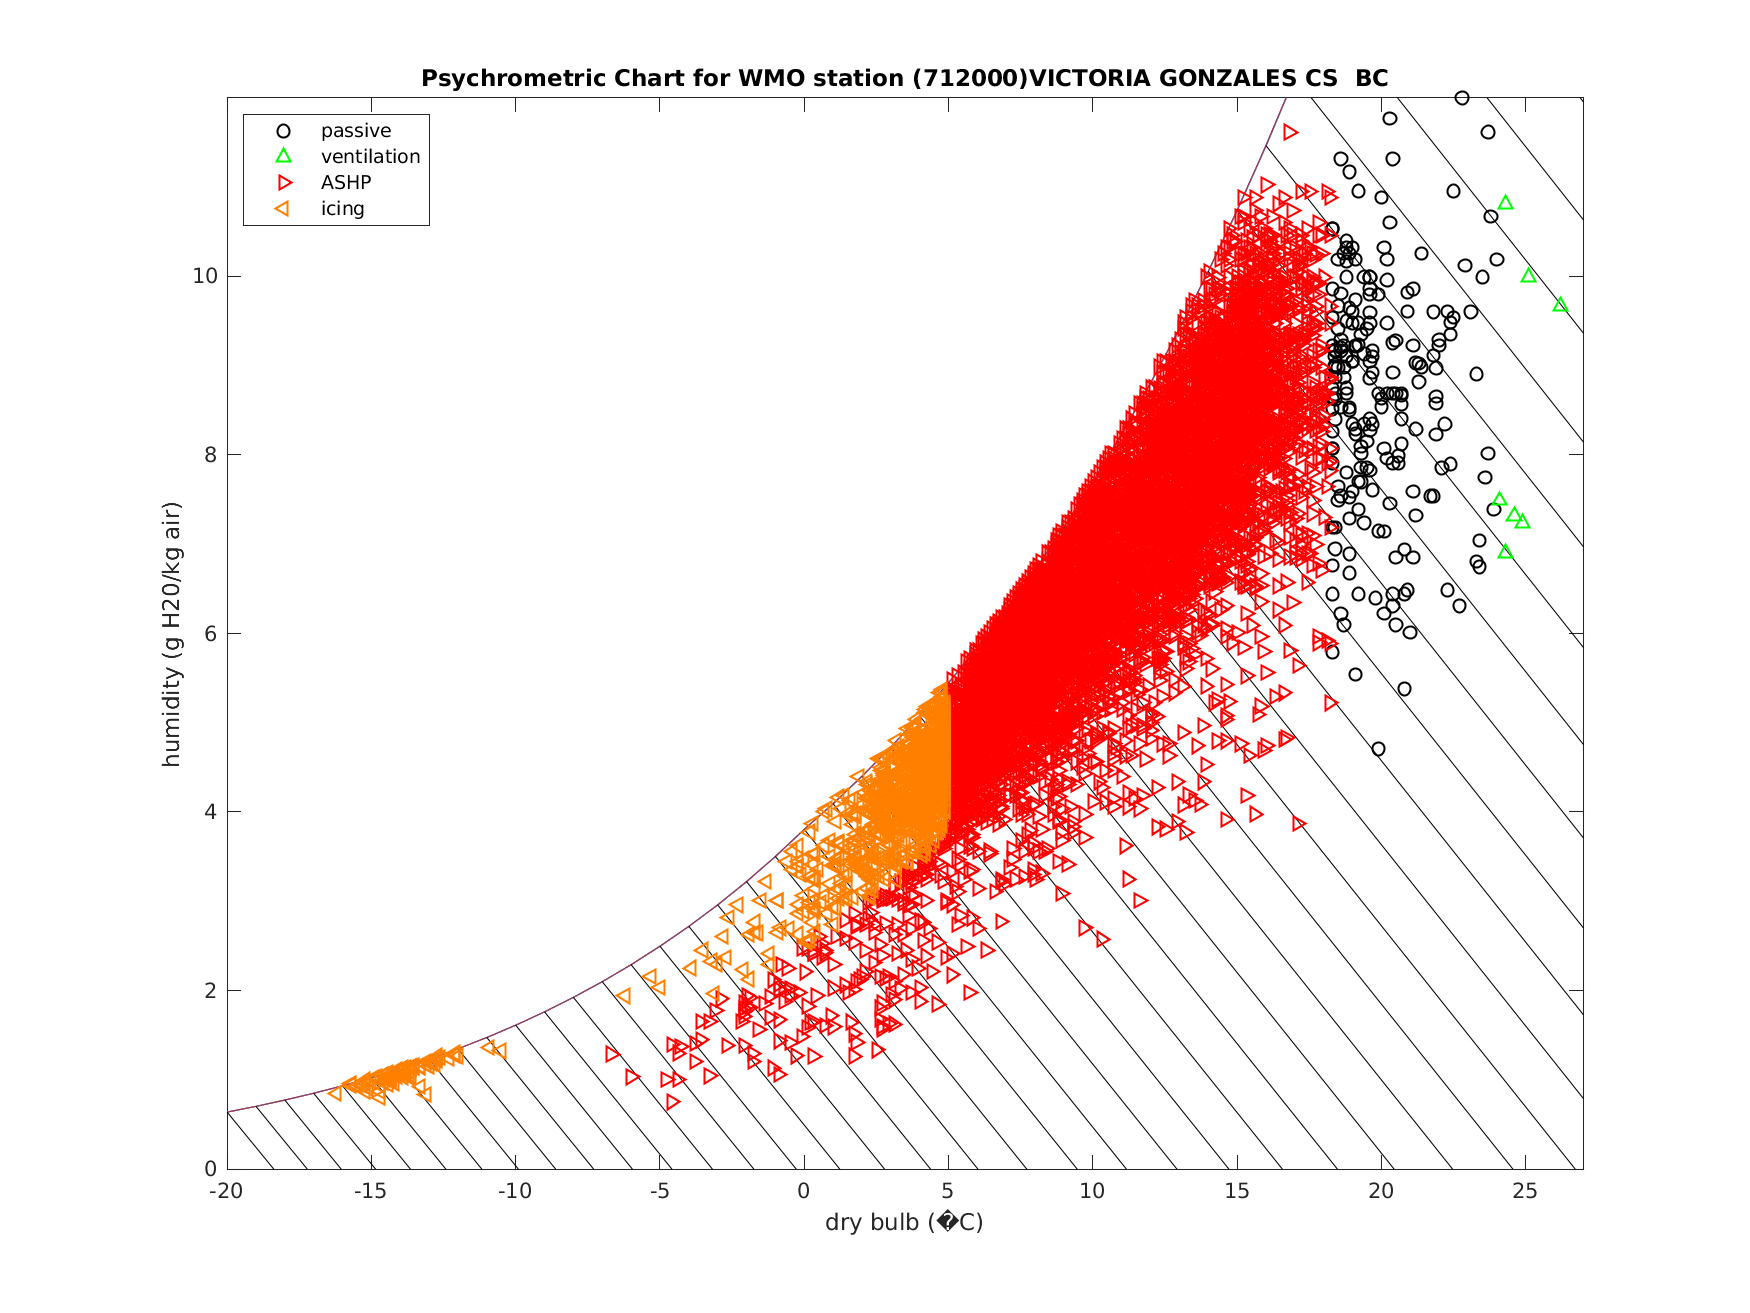 Psychrometric Chart for WMO station (712000)VICTORIA GONZALES CS  BC
passive
ventilation
ASHP
icing
humidity (g H20/kg air)
10
8
6
4
2
0
-20
-15
-10
-5
0
5
10
15
20
25
dry bulb (�C)